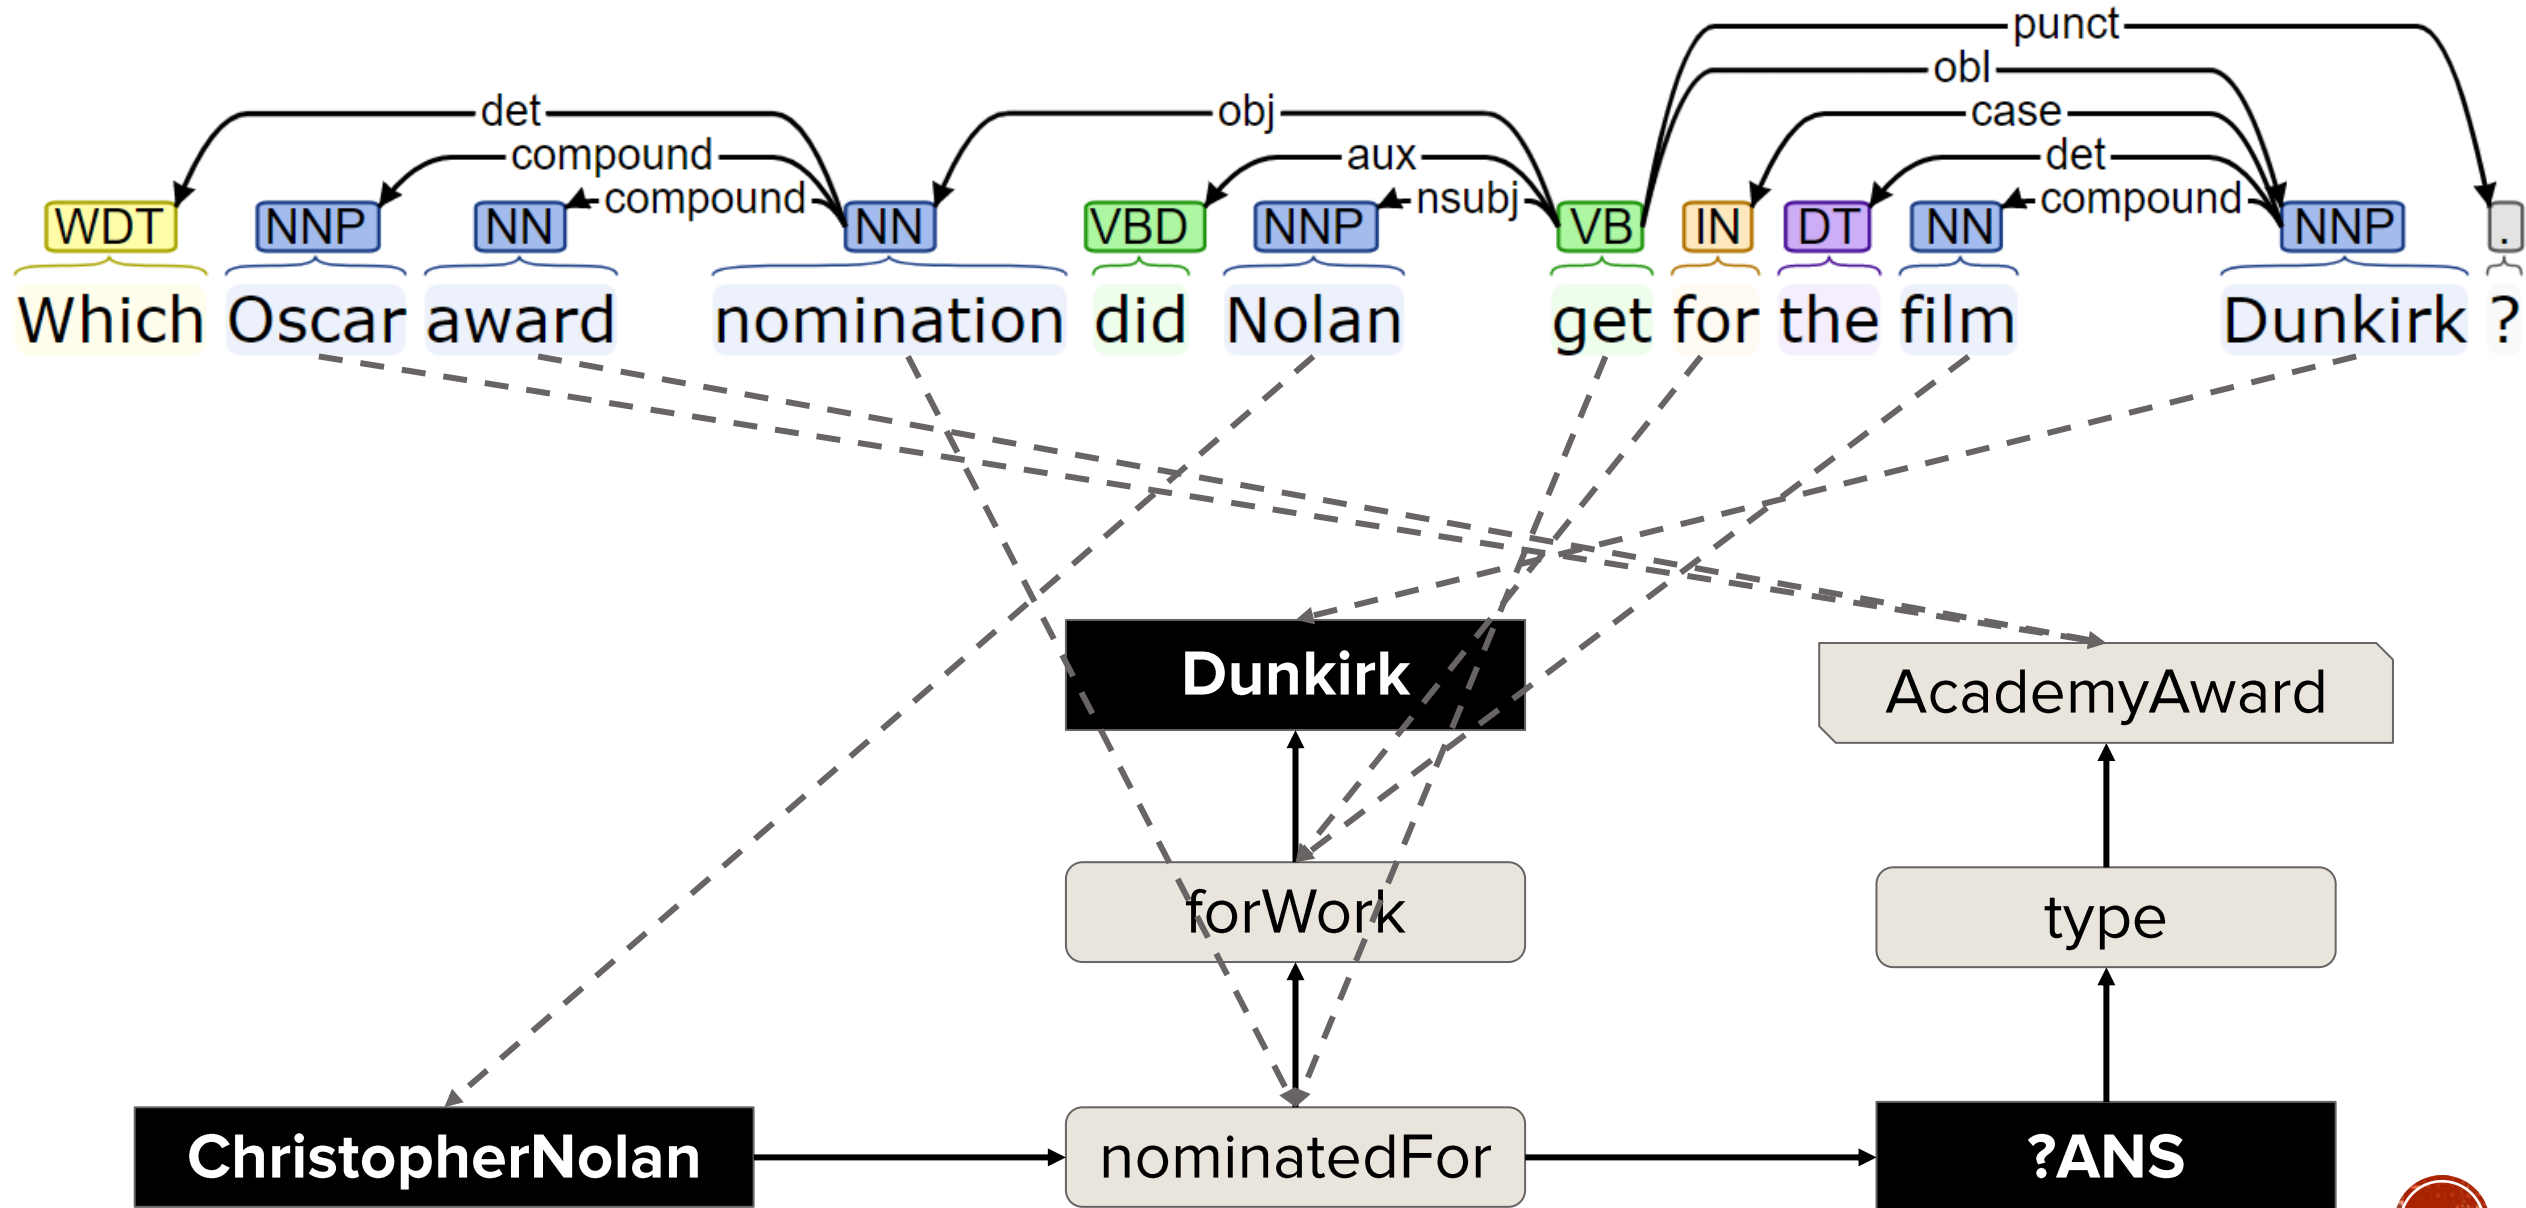 punct
obl
det obj case
compound aux det
compound nsubj compound
WDT NNP NN NN VBD NNP VB IN DT NN NNP .
Which Oscar award nomination did Nolan get for the film Dunkirk ?
Dunkirk AcademyAward
forWork type
ChristopherNolan nominatedFor ?ANS